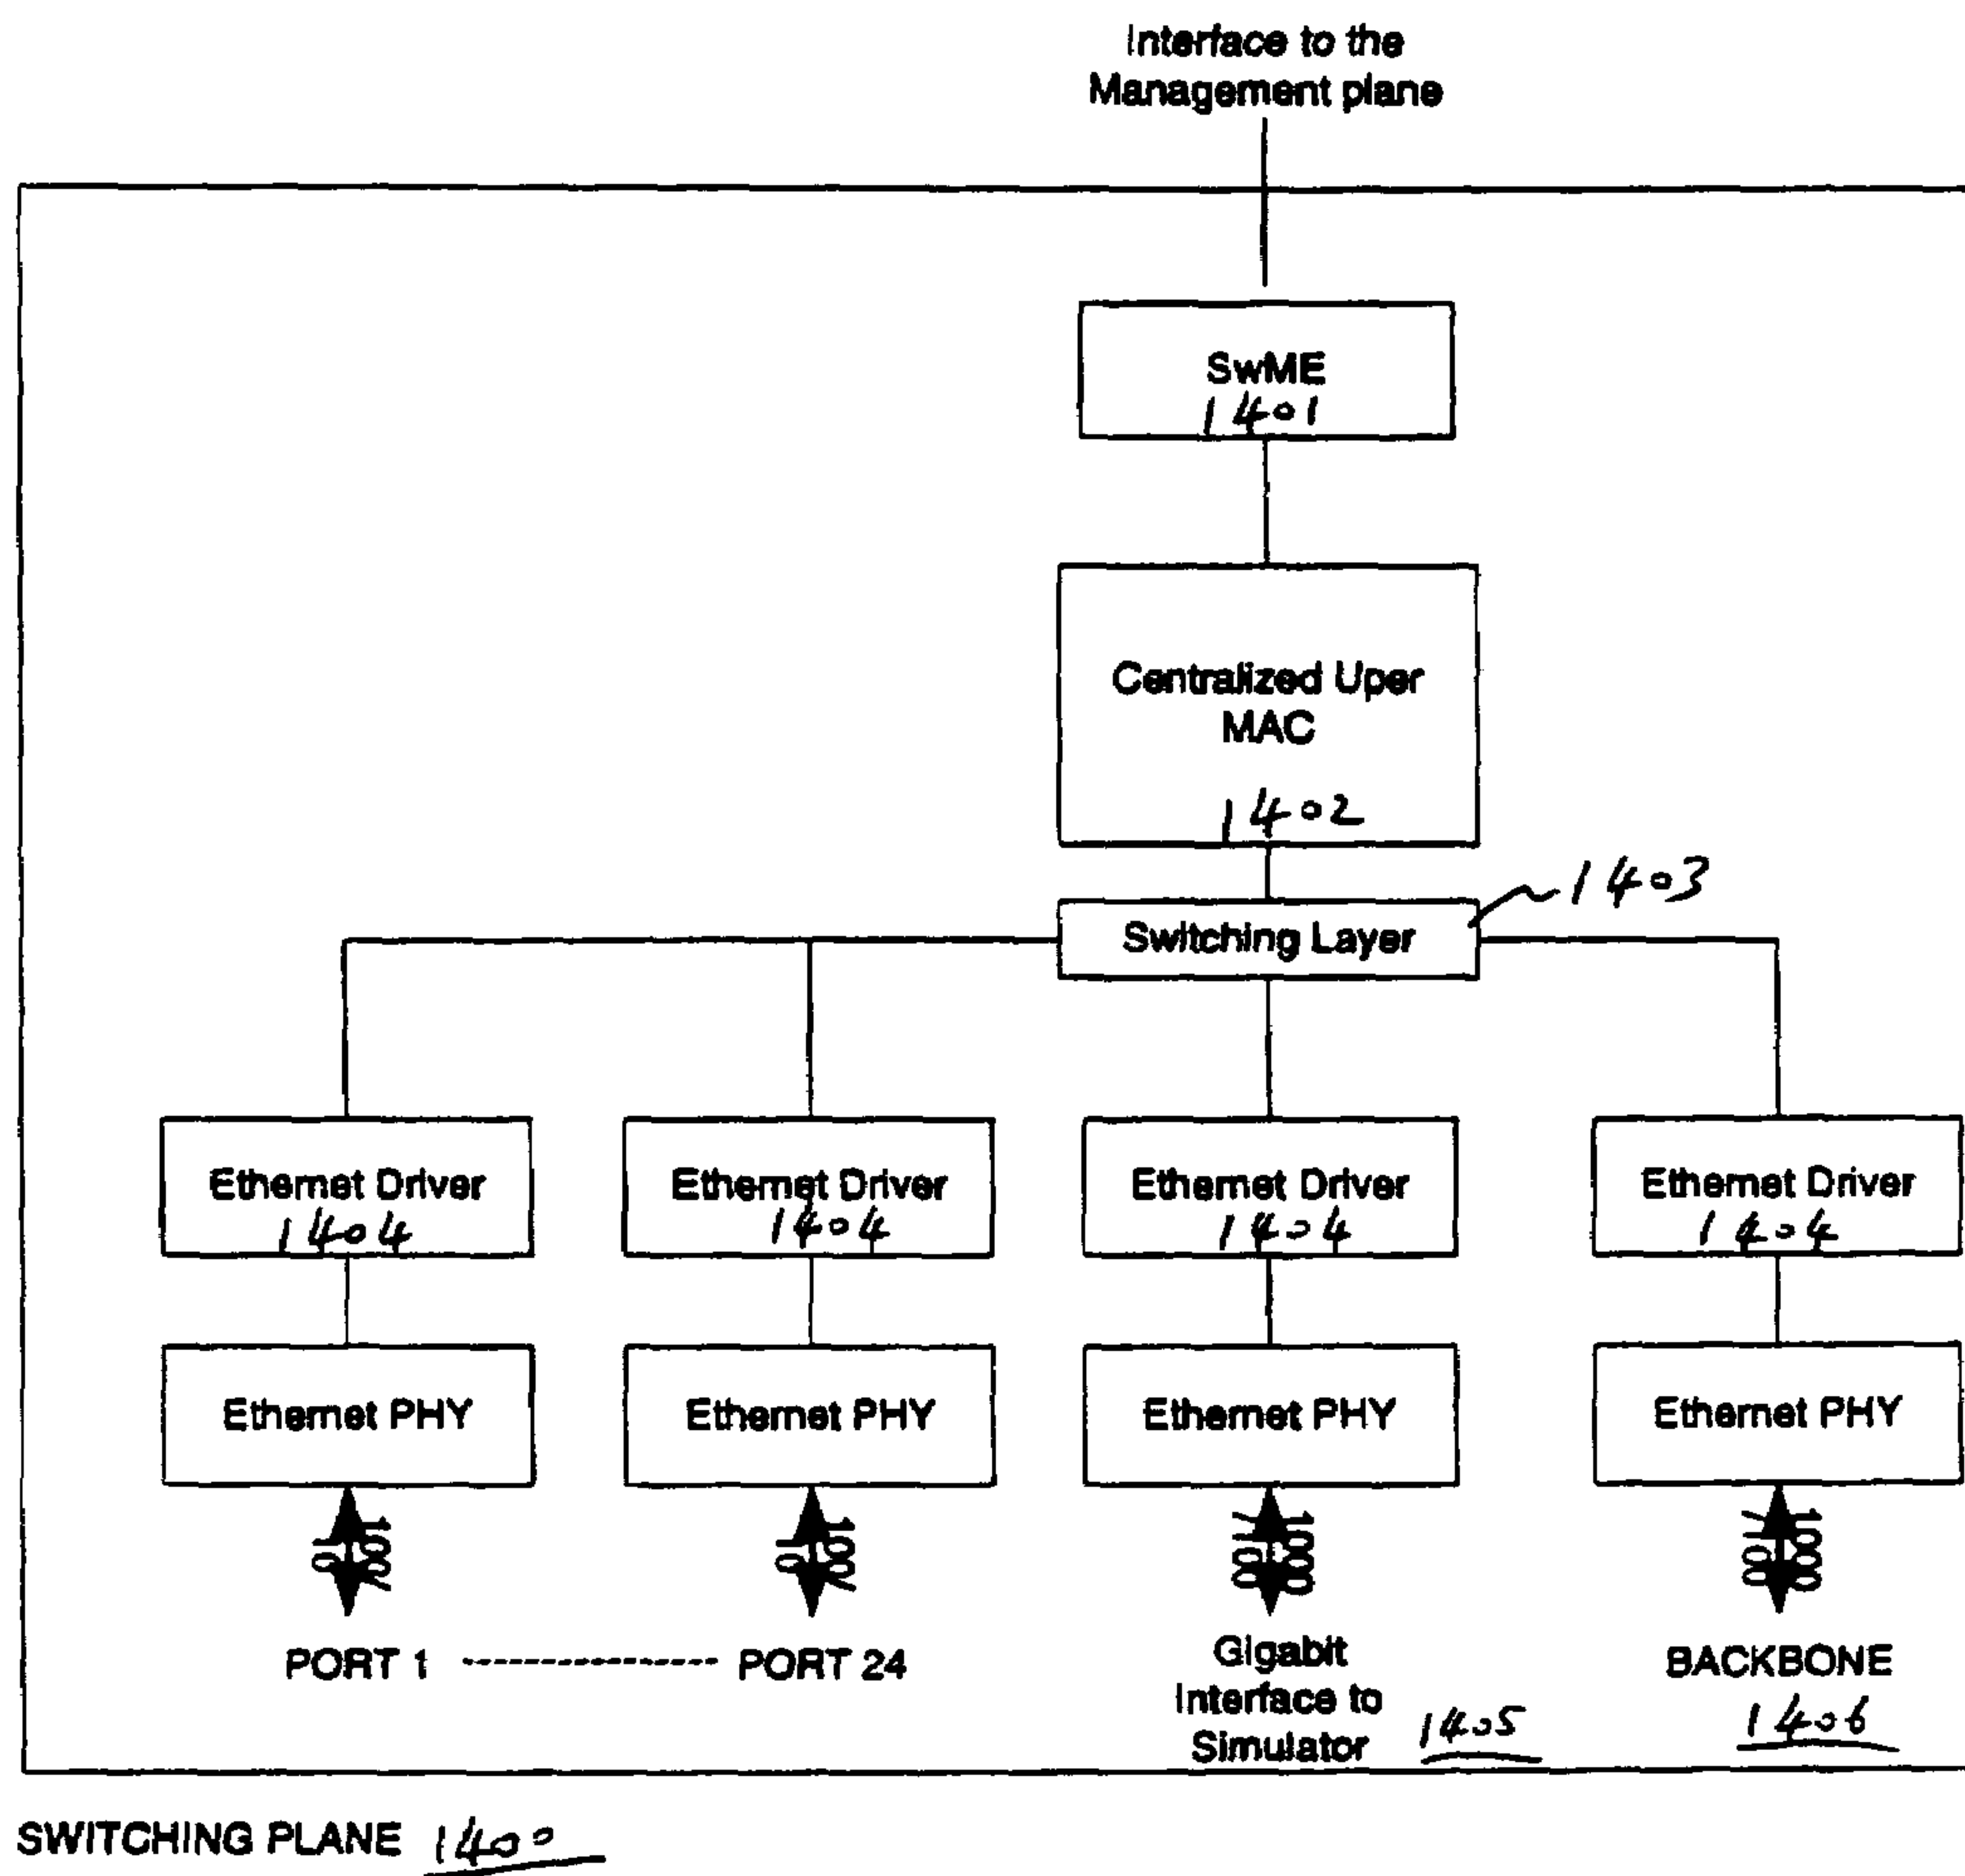 Interface to the
Management plane
SwME
1401
Centralized Uper
MAC
1402
1403
Switching Layer
Ethernet Driver
1404
Ethernet Driver
1404
Ethernet Driver
1404
Ethernet Driver
1404
Ethernet PHY
Ethernet PHY
Ethernet PHY
Ethernet PHY
100/
10
100/
10
1000
00/
1000
00/
PORT 1 ------------- PORT 24
Gigabit
Interface to
Simulator
1405
BACKBONE
1406
SWITCHING PLANE 1400